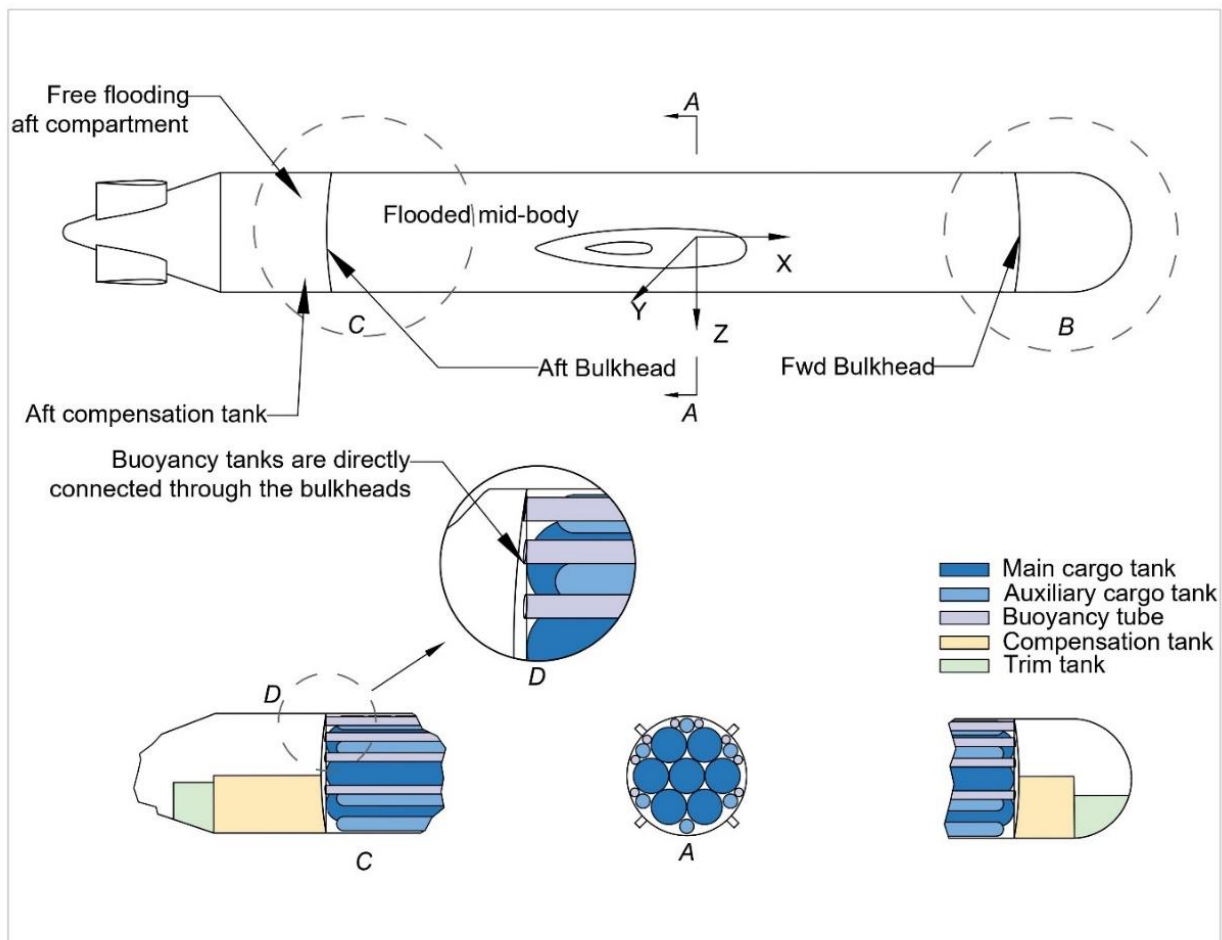 Free flooding
aft compartment
A
Flooded mid-body
X
Y
Z
C
B
Aft Bulkhead
Fwd Bulkhead
A
Aft compensation tank
Buoyancy tanks are directly
connected through the bulkheads
D
Main cargo tank
Auxiliary cargo tank
Buoyancy tube
Compensation tank
Trim tank
D
C
A